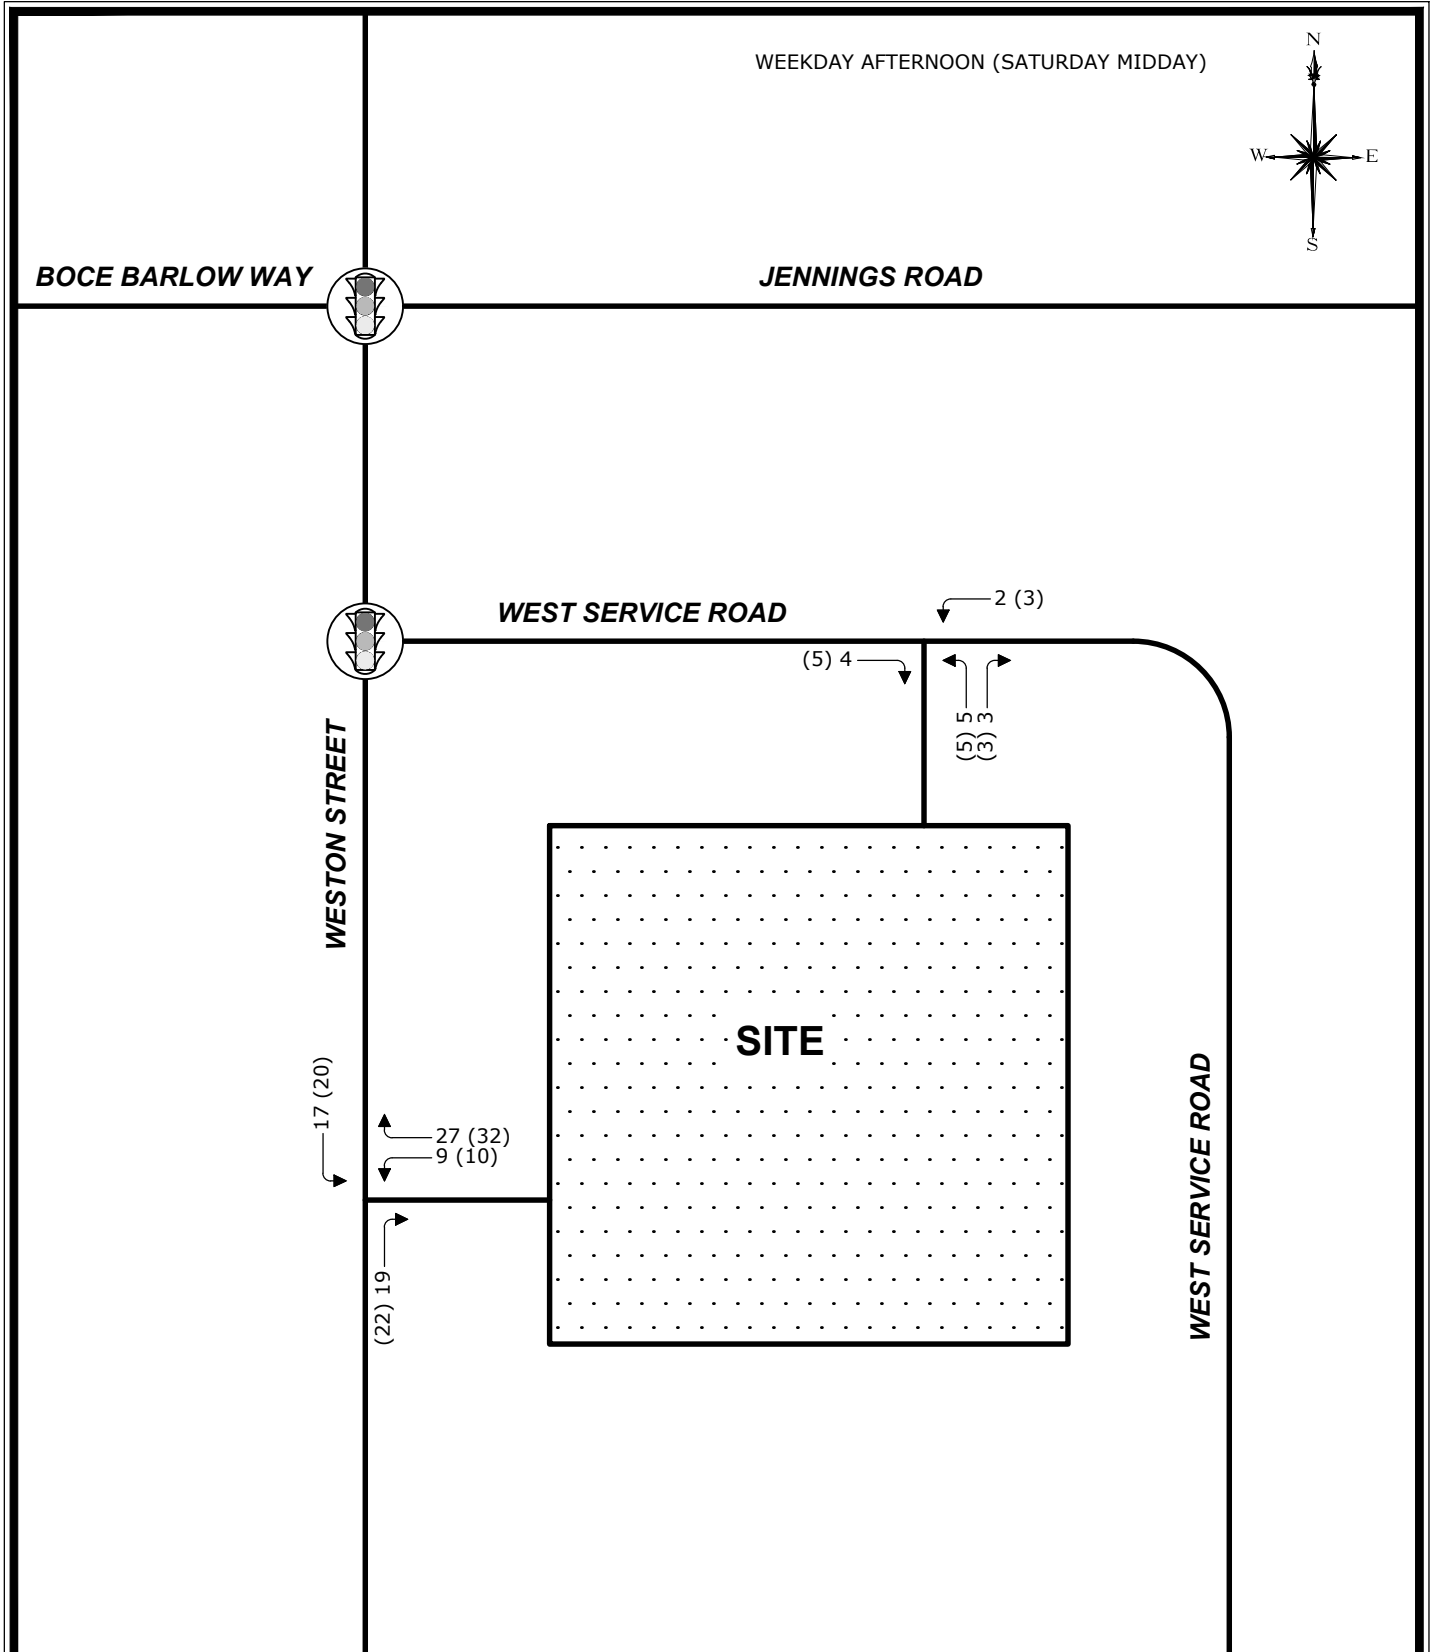 WEEKDAY AFTERNOON (SATURDAY MIDDAY)
N
W
E
S
BOCE BARLOW WAY
JENNINGS ROAD
WEST SERVICE ROAD
2 (3)
(5) 4
(5) 5
(3) 3
WESTON STREET
SITE
17 (20)
27 (32)
9 (10)
(22) 19
WEST SERVICE ROAD